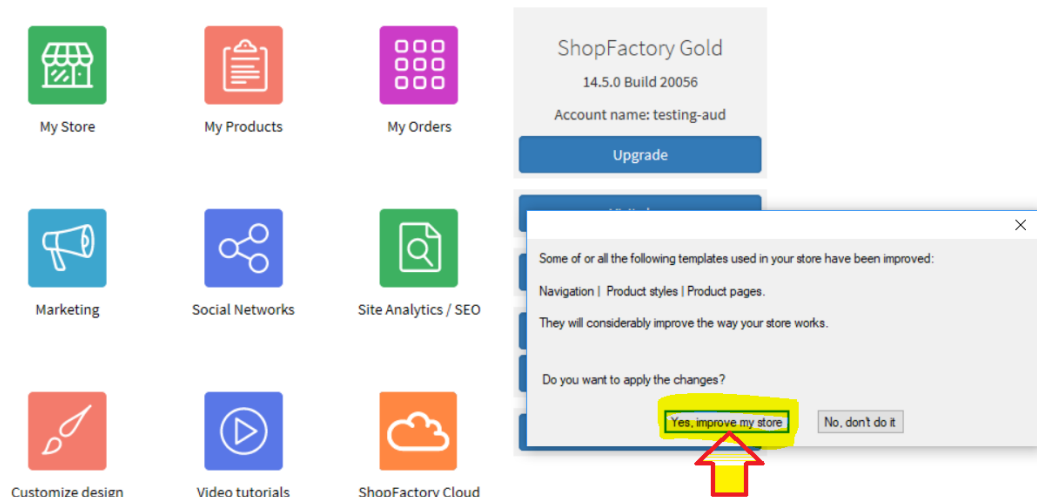 My Store
My Products
My Orders
Marketing
Social Networks
Site Analytics / SEO
Customize design
Video tutorials
ShopFactory Cloud
ShopFactory Gold
14.5.0 Build 20056
Account name: testing-aud
Upgrade
Some of or all the following templates used in your store have been improved:
Navigation | Product styles | Product pages.
They will considerably improve the way your store works.
Do you want to apply the changes?
Yes, improve my store
No, don't do it